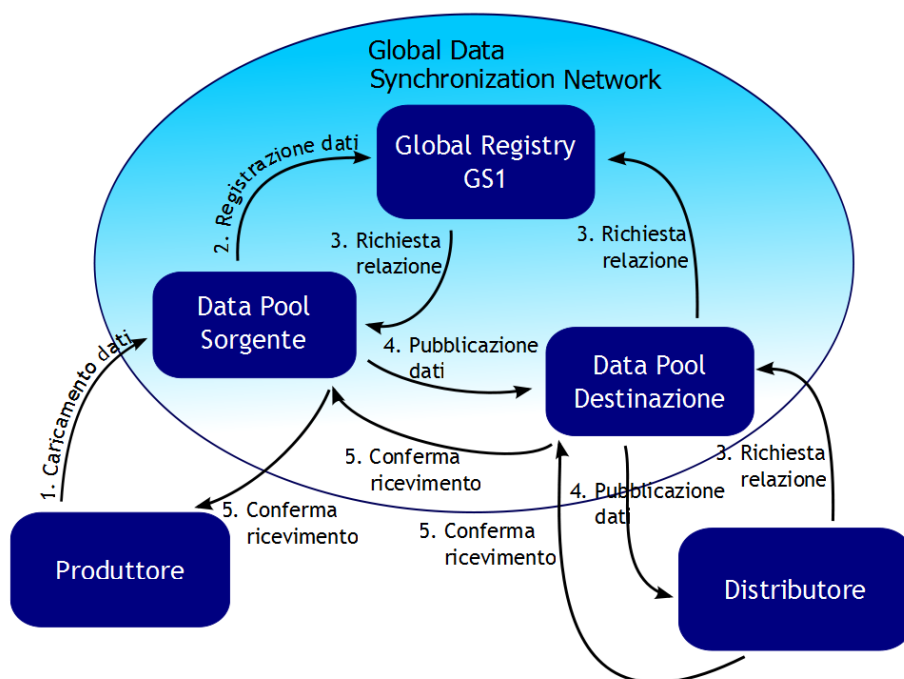 Global Data
Synchronization Network
Global Registry
GS1
2. Registrazione dati
3. Richiesta
relazione
3. Richiesta
relazione
Data Pool
Sorgente
4. Pubblicazione
dati
Data Pool
Destinazione
1. Caricamento dati
5. Conferma
ricevimento
3. Richiesta
relazione
4. Pubblicazione
dati
5. Conferma
ricevimento
5. Conferma
ricevimento
Produttore
Distributore